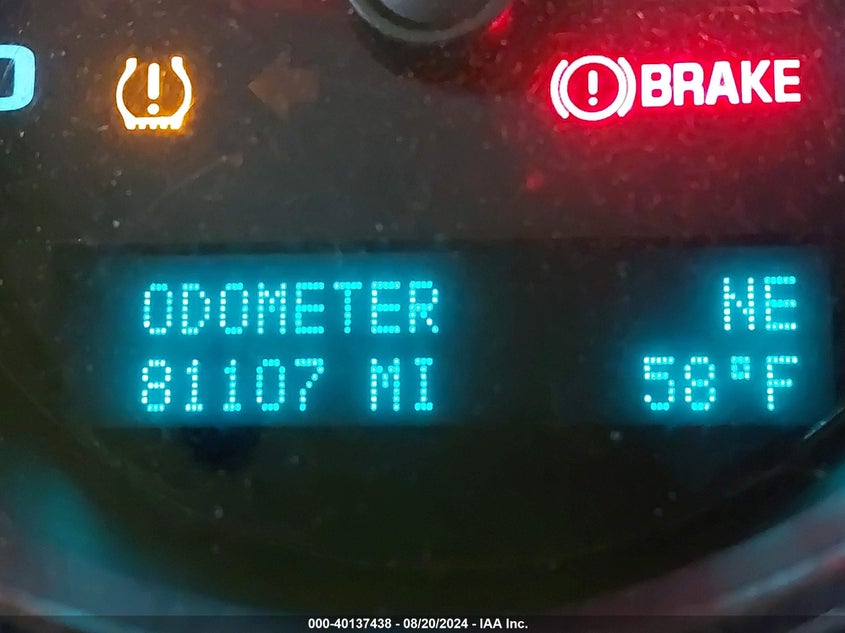 BRAKE
ODOMETER
NE
81107 MI
58°F
000-40137438 - 08/20/2024 - IAA Inc.